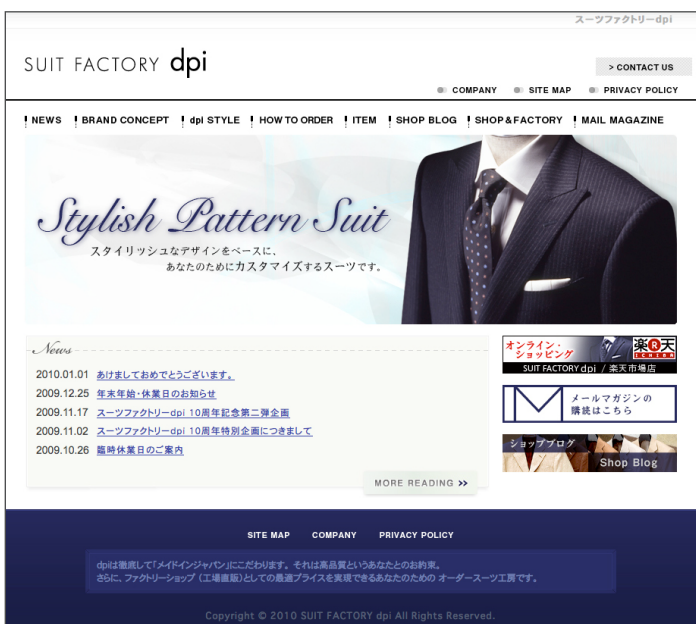 スーツファクトリーdpi
SUIT FACTORY dpi
> CONTACT US
COMPANY SITE MAP PRIVACY POLICY
NEWS BRAND CONCEPT dpi STYLE HOW TO ORDER ITEM SHOP BLOG SHOP&FACTORY MAIL MAGAZINE
Stylish Pattern Suit
スタイリッシュなデザインをベースに、
あなたのためにカスタマイズするスーツです。
News
2010.01.01 あけましておめでとうございます。
2009.12.25 年末年始・休業日のお知らせ
2009.11.17 スーツファクトリーdpi 10周年記念第二弾企画
2009.11.02 スーツファクトリーdpi 10周年特別企画につきまして
2009.10.26 臨時休業日のご案内
MORE READING >>
オンライン・
ショッピング
楽R天
ICHIBA
SUIT FACTORY dpi / 楽天市場店
メールマガジンの
購読はこちら
ショップブログ
Shop Blog
SITE MAP COMPANY PRIVACY POLICY
dpiは徹底して「メイドインジャパン」にこだわります。それは高品質というあなたとのお約束。
さらに、ファクトリーショップ（工場直販）としての最適プライスを実現できるあなたのための オーダースーツ工房です。
Copyright © 2010 SUIT FACTORY dpi All Rights Reserved.